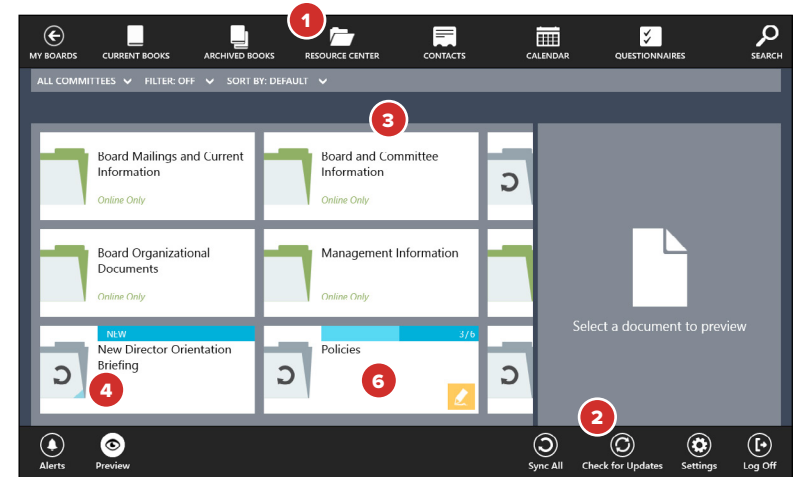 1
MY BOARDS CURRENT BOOKS ARCHIVED BOOKS RESOURCE CENTER CONTACTS CALENDAR QUESTIONNAIRES SEARCH
ALL COMMITTEES FILTER: OFF SORT BY: DEFAULT
3
Board Mailings and Current
Information
Online Only
Board and Committee
Information
Online Only
Board Organizational
Documents
Online Only
Management Information
Online Only
Select a document to preview
NEW
New Director Orientation
Briefing
4
3/6
Policies
6
2
Alerts Preview Sync All Check for Updates Settings Log Off